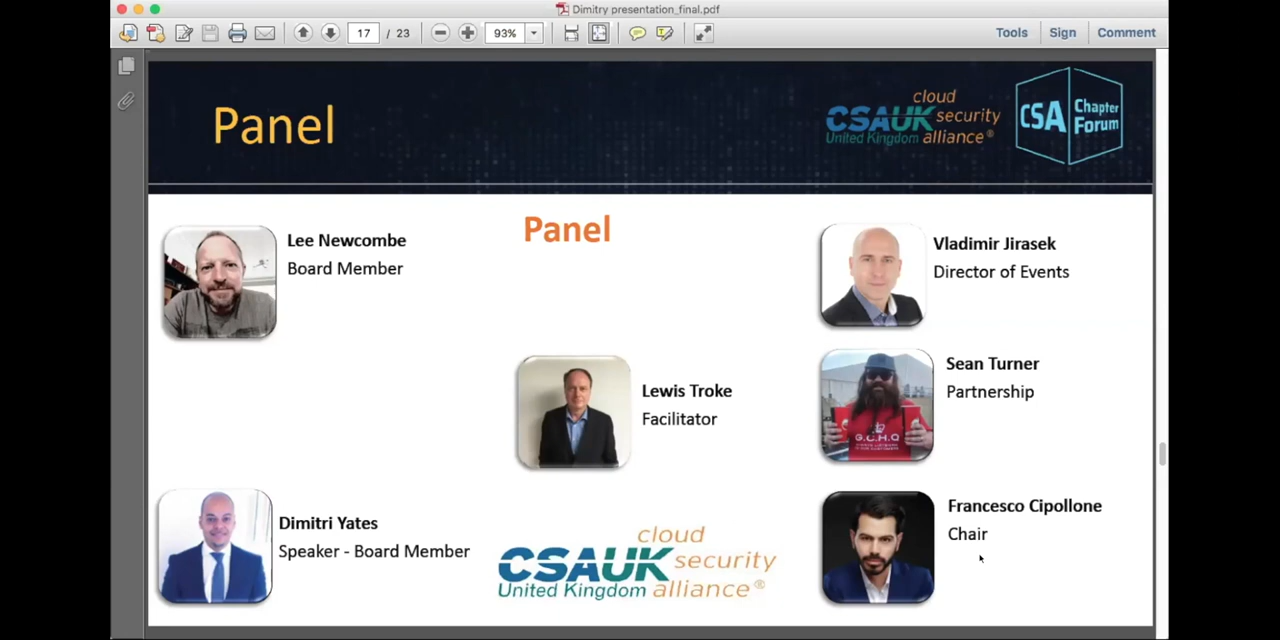 Dimitry presentation_final.pdf
17 / 23
93%
Tools Sign Comment
Panel
CSAUK cloud security alliance®
United Kingdom
CSA Chapter Forum
Panel
Lee Newcombe
Board Member
Vladimir Jirasek
Director of Events
Lewis Troke
Facilitator
Sean Turner
Partnership
G.C.H.Q
Dimitri Yates
Speaker - Board Member
Francesco Cipollone
Chair
CSAUK cloud security alliance®
United Kingdom